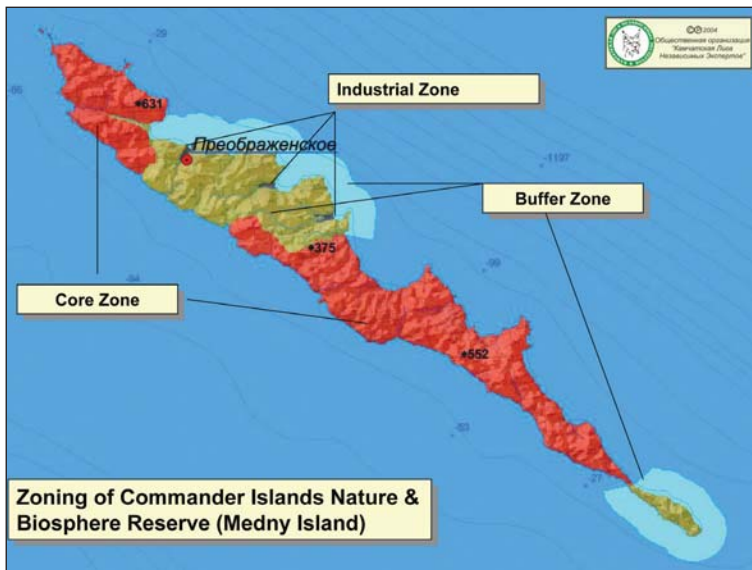 ©℗ 2004
Общественная организация
"Камчатская Лига
Независимых Экспертов"
-29
-66
631
Industrial Zone
Преображенское
-1197
Buffer Zone
375
-99
-94
Core Zone
552
-83
-27
Zoning of Commander Islands Nature &
Biosphere Reserve (Medny Island)